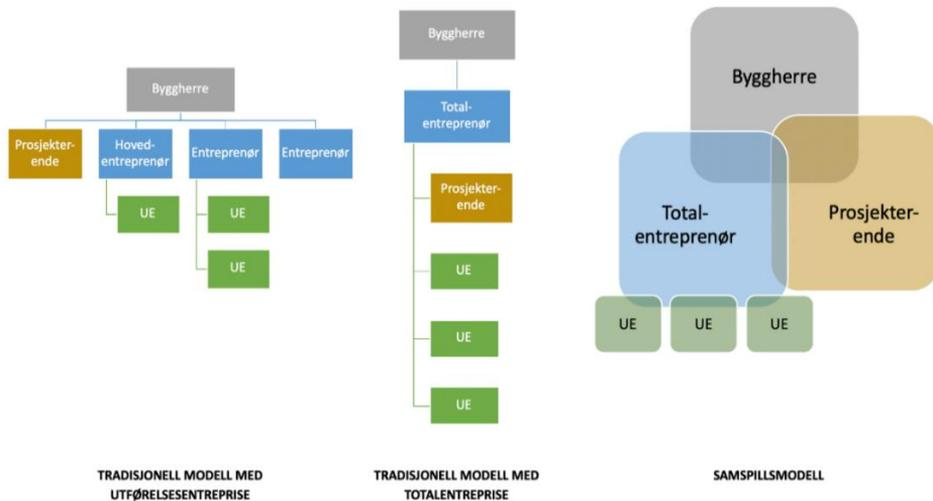 Byggherre
Prosjekter-
ende
Hoved-
entreprenør
Entreprenør
Entreprenør
UE
UE
UE
TRADISJONELL MODELL MED
UTFØRELSESENTREPRISE
Byggherre
Total-
entreprenør
Prosjekter-
ende
UE
UE
UE
TRADISJONELL MODELL MED
TOTALENTREPRISE
Byggherre
Total-
entreprenør
Prosjekter-
ende
UE
UE
UE
SAMSPILLSMODELL